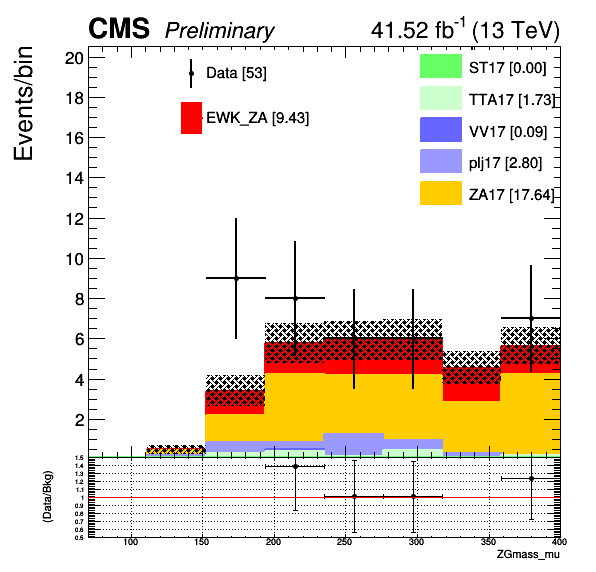 CMS Preliminary 41.52 fb⁻¹ (13 TeV)
Events/bin
20
18
16
14
12
10
8
6
4
2
Data [53]
EWK_ZA [9.43]
ST17 [0.00]
TTA17 [1.73]
VV17 [0.09]
plj17 [2.80]
ZA17 [17.64]
(Data/Bkg)
1.5
1.4
1.3
1.2
1.1
1
0.9
0.8
0.7
0.6
0.5
100 150 200 250 300 350 400
ZGmass_mu